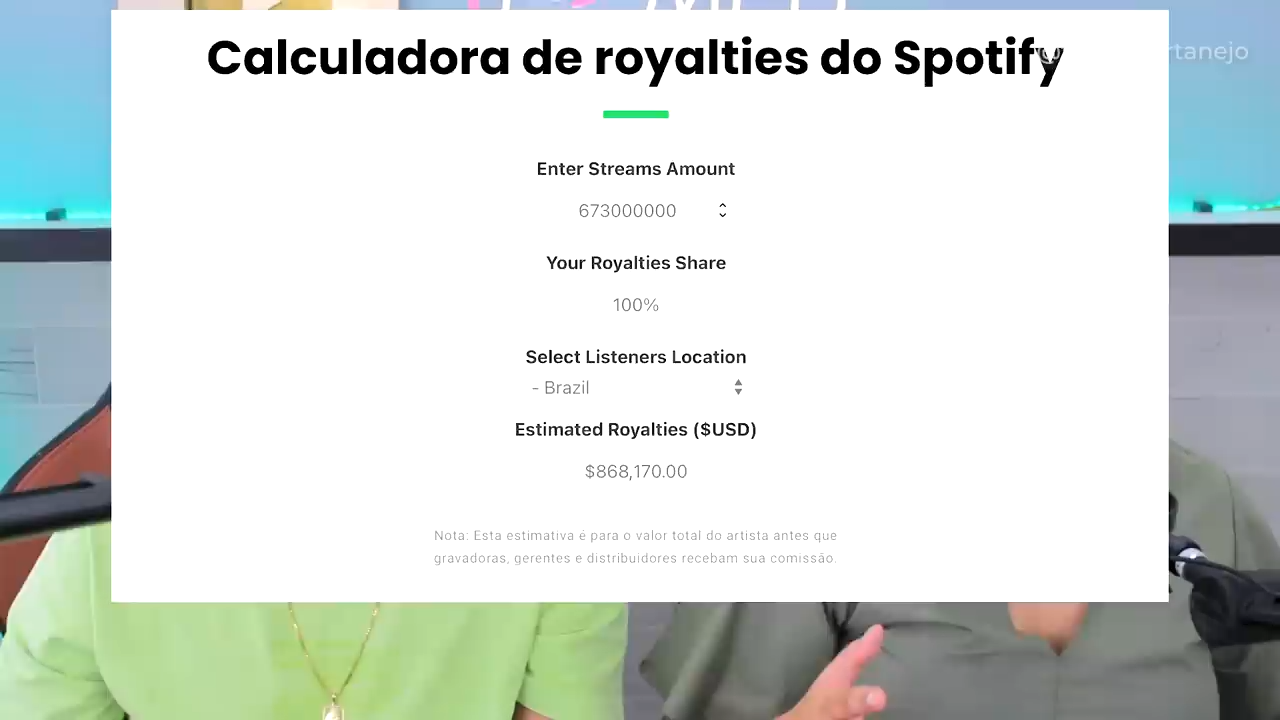 Calculadora de royalties do Spotify
Enter Streams Amount
673000000
Your Royalties Share
100%
Select Listeners Location
- Brazil
Estimated Royalties ($USD)
$868,170.00
Nota: Esta estimativa é para o valor total do artista antes que
gravadoras, gerentes e distribuidores recebam sua comissão.